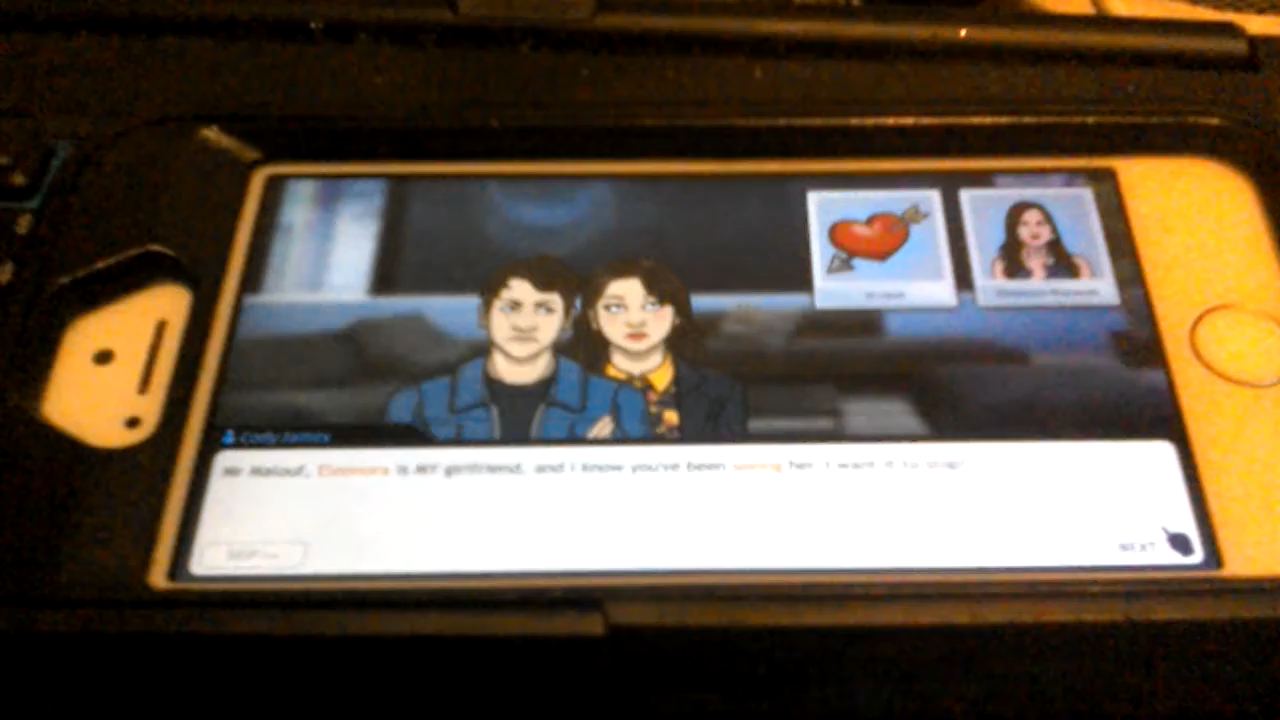 Cody James
Mr Malouf, Eleonora is MY girlfriend, and I know you've been seeing her. I want it to stop!
NEXT